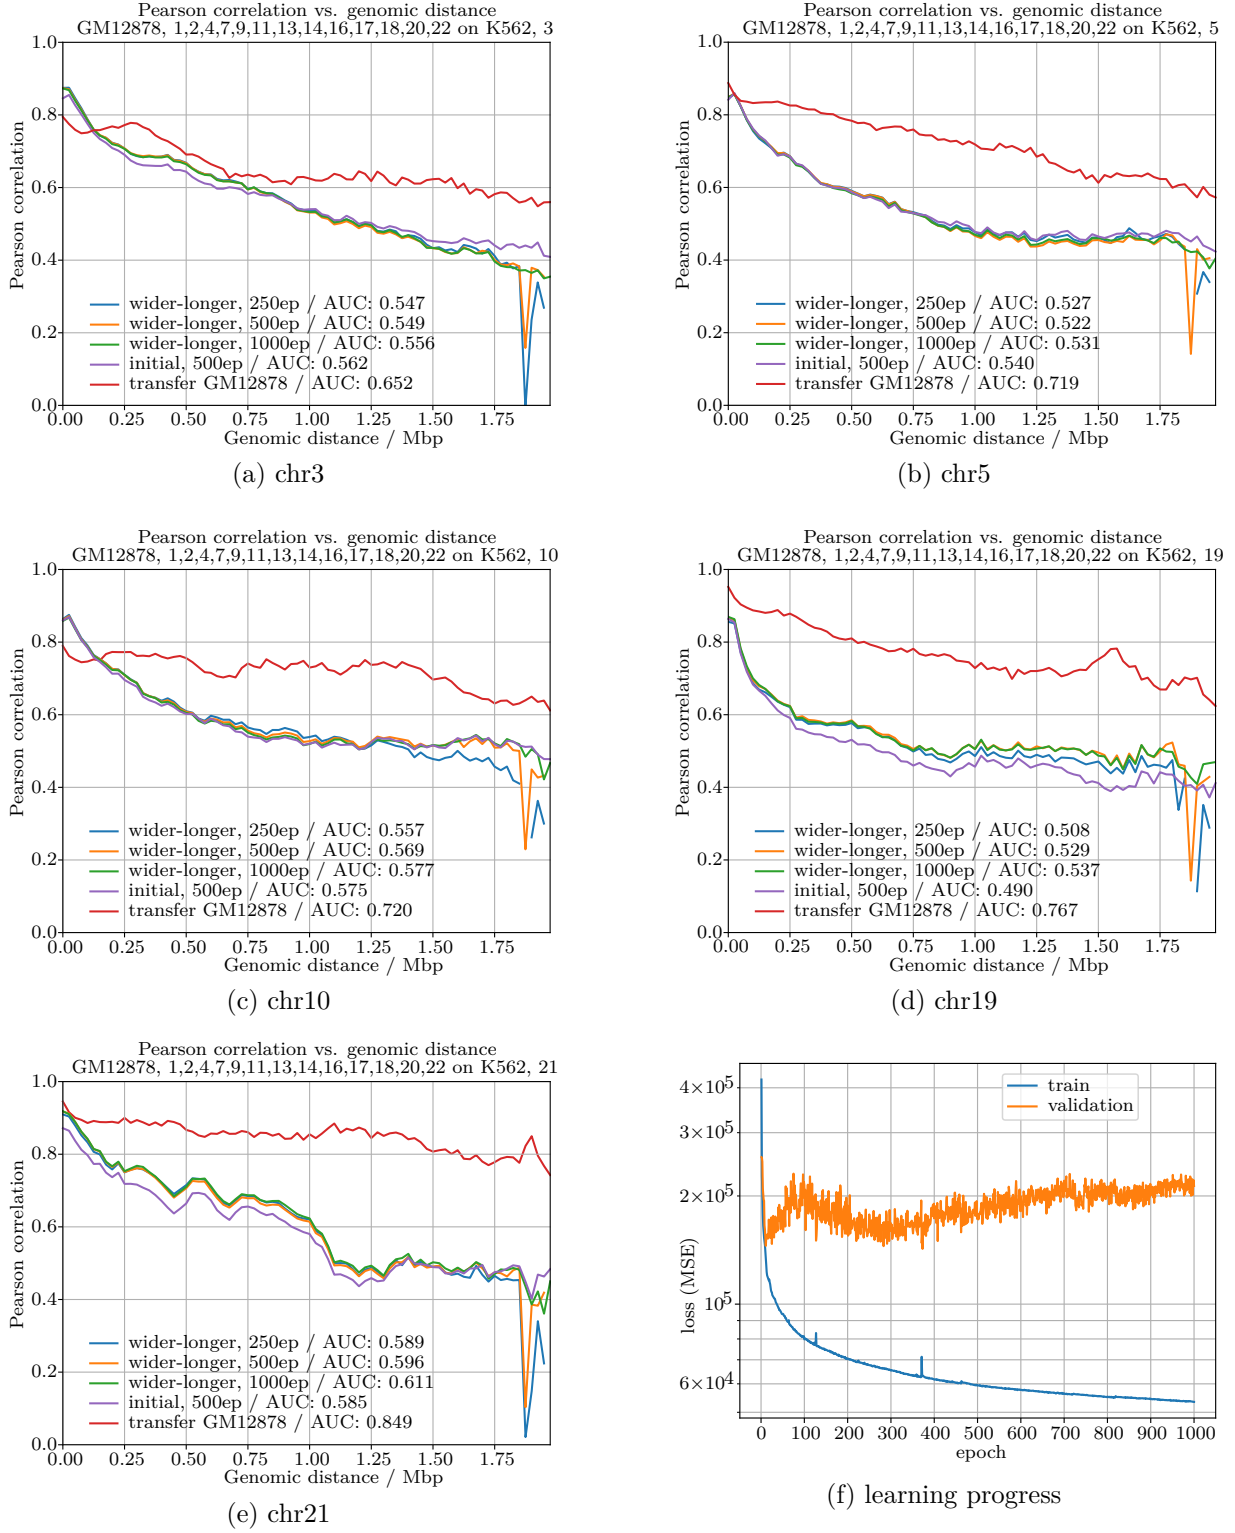 Pearson correlation vs. genomic distance
GM12878, 1,2,4,7,9,11,13,14,16,17,18,20,22 on K562, 3
1.0
0.8
0.6
0.4
0.2
0.0
Pearson correlation
wider-longer, 250ep / AUC: 0.547
wider-longer, 500ep / AUC: 0.549
wider-longer, 1000ep / AUC: 0.556
initial, 500ep / AUC: 0.562
transfer GM12878 / AUC: 0.652
0.00 0.25 0.50 0.75 1.00 1.25 1.50 1.75
Genomic distance / Mbp
(a) chr3
Pearson correlation vs. genomic distance
GM12878, 1,2,4,7,9,11,13,14,16,17,18,20,22 on K562, 5
1.0
0.8
0.6
0.4
0.2
0.0
Pearson correlation
wider-longer, 250ep / AUC: 0.527
wider-longer, 500ep / AUC: 0.522
wider-longer, 1000ep / AUC: 0.531
initial, 500ep / AUC: 0.540
transfer GM12878 / AUC: 0.719
0.00 0.25 0.50 0.75 1.00 1.25 1.50 1.75
Genomic distance / Mbp
(b) chr5
Pearson correlation vs. genomic distance
GM12878, 1,2,4,7,9,11,13,14,16,17,18,20,22 on K562, 10
1.0
0.8
0.6
0.4
0.2
0.0
Pearson correlation
wider-longer, 250ep / AUC: 0.557
wider-longer, 500ep / AUC: 0.569
wider-longer, 1000ep / AUC: 0.577
initial, 500ep / AUC: 0.575
transfer GM12878 / AUC: 0.720
0.00 0.25 0.50 0.75 1.00 1.25 1.50 1.75
Genomic distance / Mbp
(c) chr10
Pearson correlation vs. genomic distance
GM12878, 1,2,4,7,9,11,13,14,16,17,18,20,22 on K562, 19
1.0
0.8
0.6
0.4
0.2
0.0
Pearson correlation
wider-longer, 250ep / AUC: 0.508
wider-longer, 500ep / AUC: 0.529
wider-longer, 1000ep / AUC: 0.537
initial, 500ep / AUC: 0.490
transfer GM12878 / AUC: 0.767
0.00 0.25 0.50 0.75 1.00 1.25 1.50 1.75
Genomic distance / Mbp
(d) chr19
Pearson correlation vs. genomic distance
GM12878, 1,2,4,7,9,11,13,14,16,17,18,20,22 on K562, 21
1.0
0.8
0.6
0.4
0.2
0.0
Pearson correlation
wider-longer, 250ep / AUC: 0.589
wider-longer, 500ep / AUC: 0.596
wider-longer, 1000ep / AUC: 0.611
initial, 500ep / AUC: 0.585
transfer GM12878 / AUC: 0.849
0.00 0.25 0.50 0.75 1.00 1.25 1.50 1.75
Genomic distance / Mbp
(e) chr21
train
validation
4×10⁵
3×10⁵
2×10⁵
10⁵
6×10⁴
loss (MSE)
0 100 200 300 400 500 600 700 800 900 1000
epoch
(f) learning progress